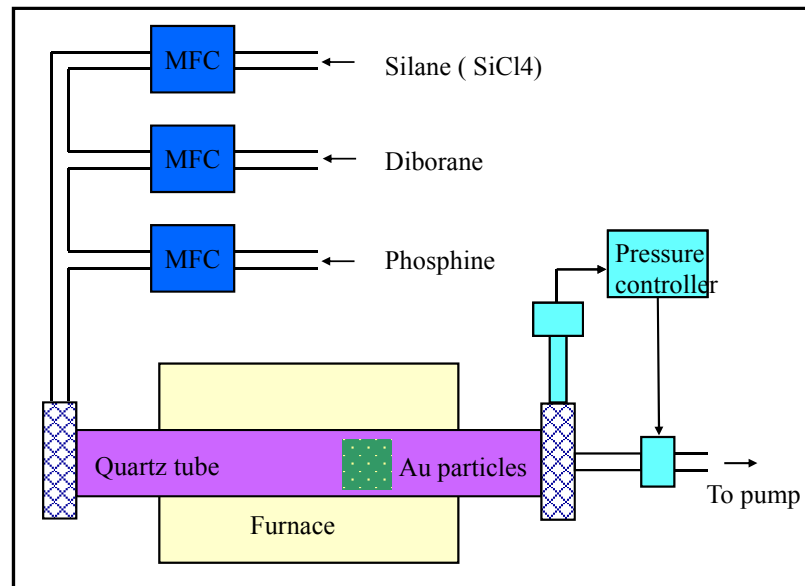 MFC
Silane ( SiCl4)
MFC
Diborane
MFC
Phosphine
Pressure
controller
Quartz tube
Au particles
To pump
Furnace